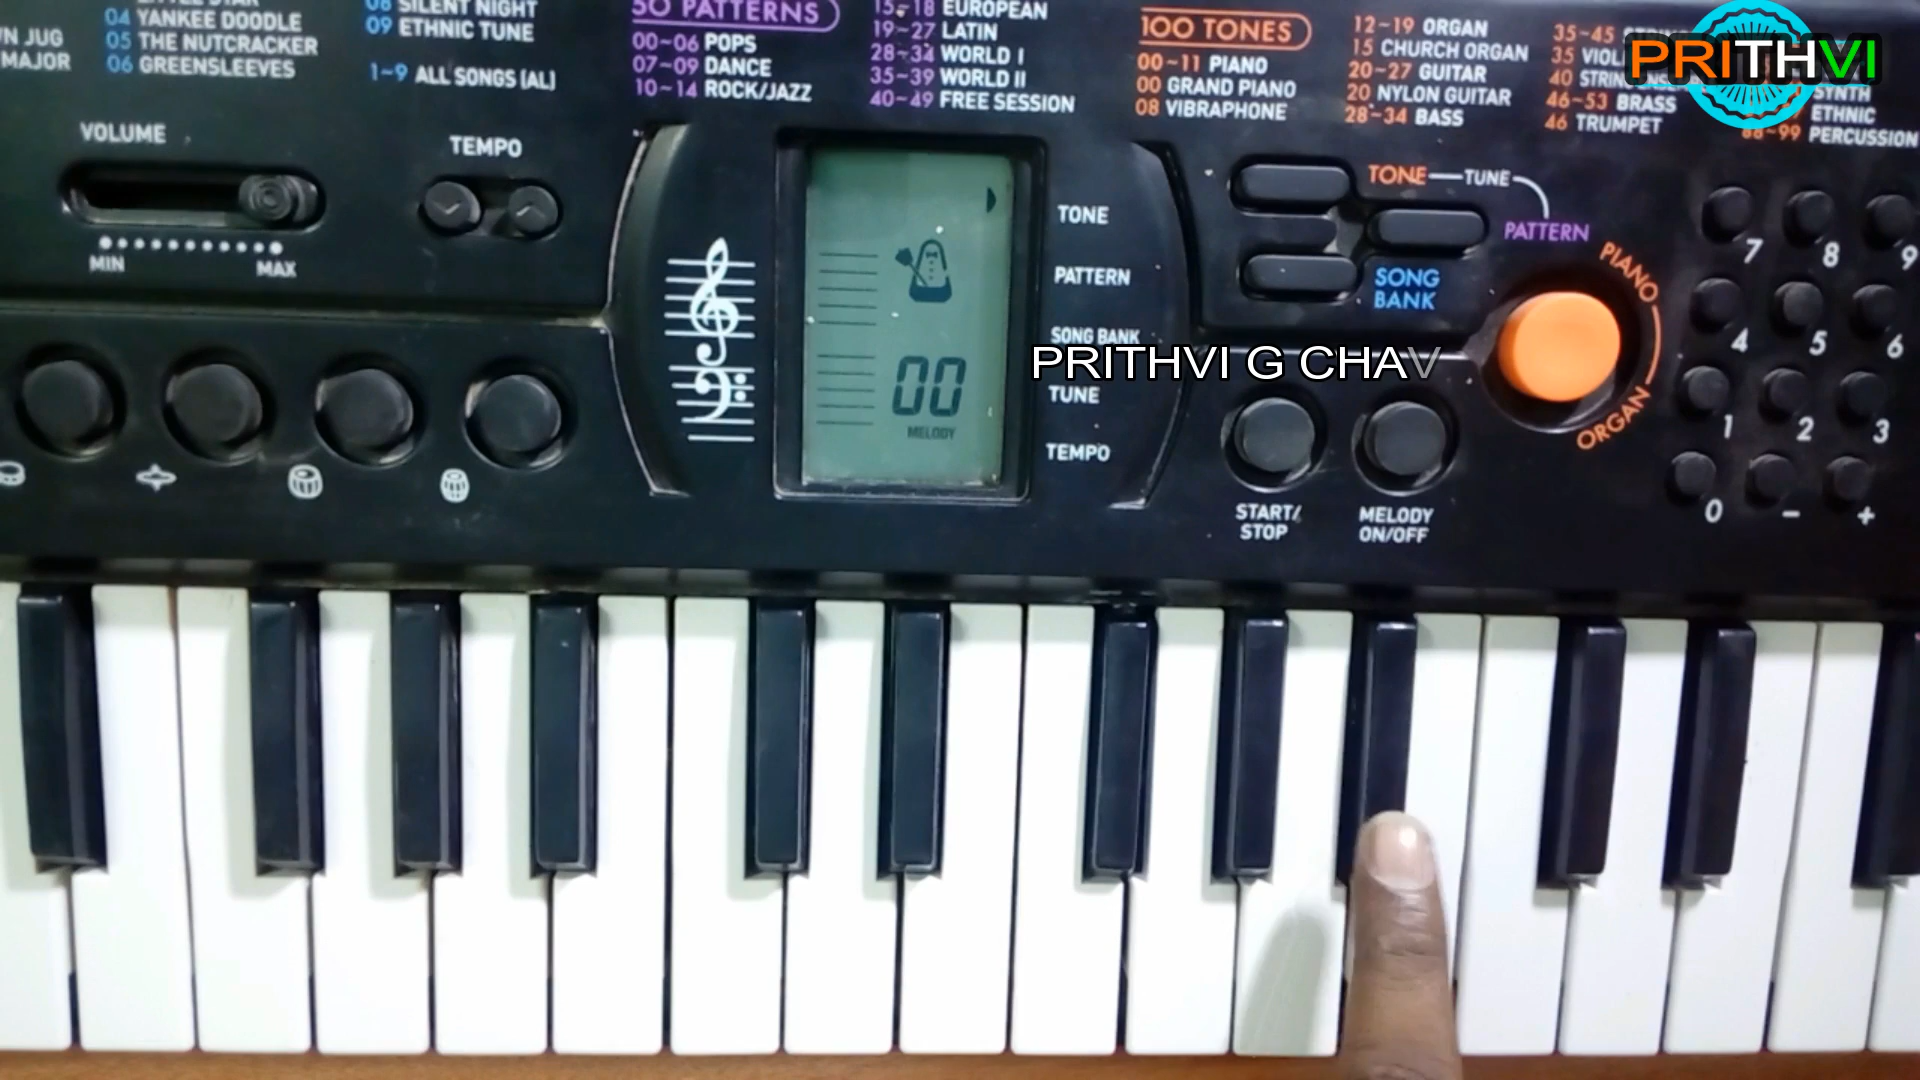 04 YANKEE DOODLE
05 THE NUTCRACKER
06 GREENSLEEVES
JUG
MAJOR
08 SILENT NIGHT
09 ETHNIC TUNE
1~9 ALL SONGS (AL)
50 PATTERNS
00~06 POPS
07~09 DANCE
10~14 ROCK/JAZZ
15~18 EUROPEAN
19~27 LATIN
28~34 WORLD I
35~39 WORLD II
40~49 FREE SESSION
100 TONES
00~11 PIANO
00 GRAND PIANO
08 VIBRAPHONE
12~19 ORGAN
15 CHURCH ORGAN
20~27 GUITAR
20 NYLON GUITAR
28~34 BASS
35~45
35
40
46~53 BRASS
46 TRUMPET
SYNTH
ETHNIC
88~99 PERCUSSION
PRITHVI
VOLUME
MIN
MAX
TEMPO
00
MELODY
TONE
PATTERN
SONG BANK
TUNE
TEMPO
PRITHVI G CHAV
TONE
TUNE
PATTERN
SONG
BANK
PIANO
ORGAN
START/
STOP
MELODY
ON/OFF
7 8 9
4 5 6
1 2 3
0 - +